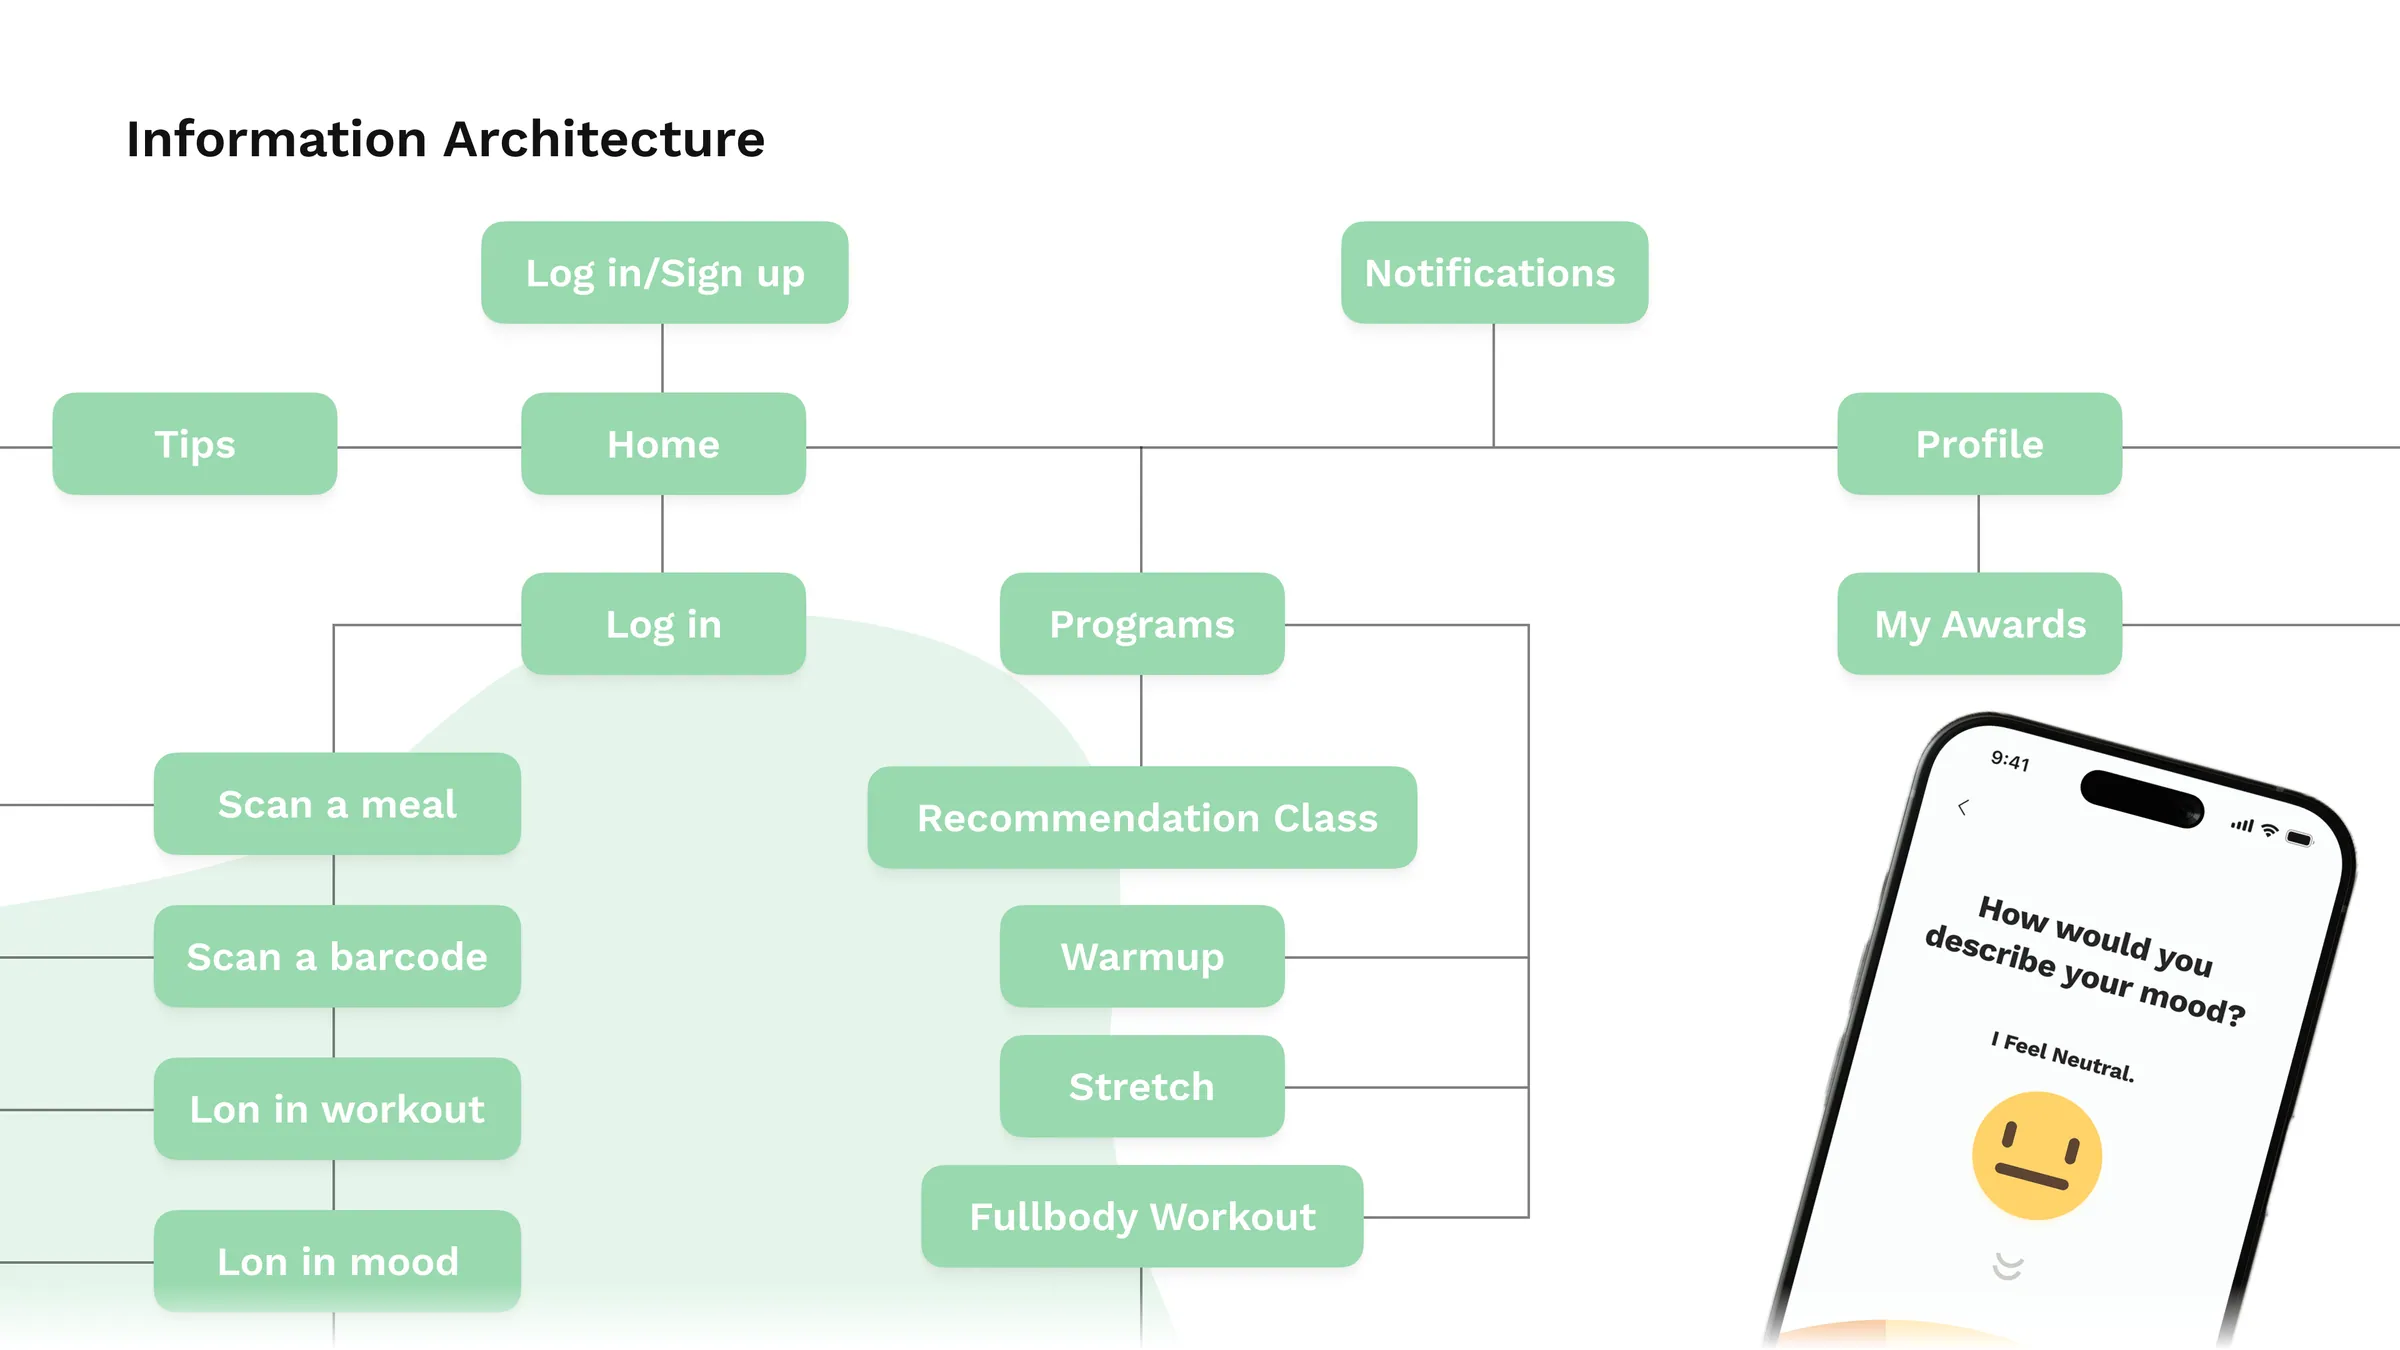 Information Architecture
Log in/Sign up
Notifications
Tips
Home
Profile
Log in
Programs
My Awards
Scan a meal
Recommendation Class
Scan a barcode
Warmup
Lon in workout
Stretch
Lon in mood
Fullbody Workout
9:41
How would you
describe your mood?
I Feel Neutral.